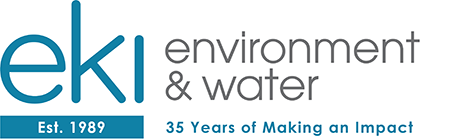 eki
environment
& water
Est. 1989
35 Years of Making an Impact